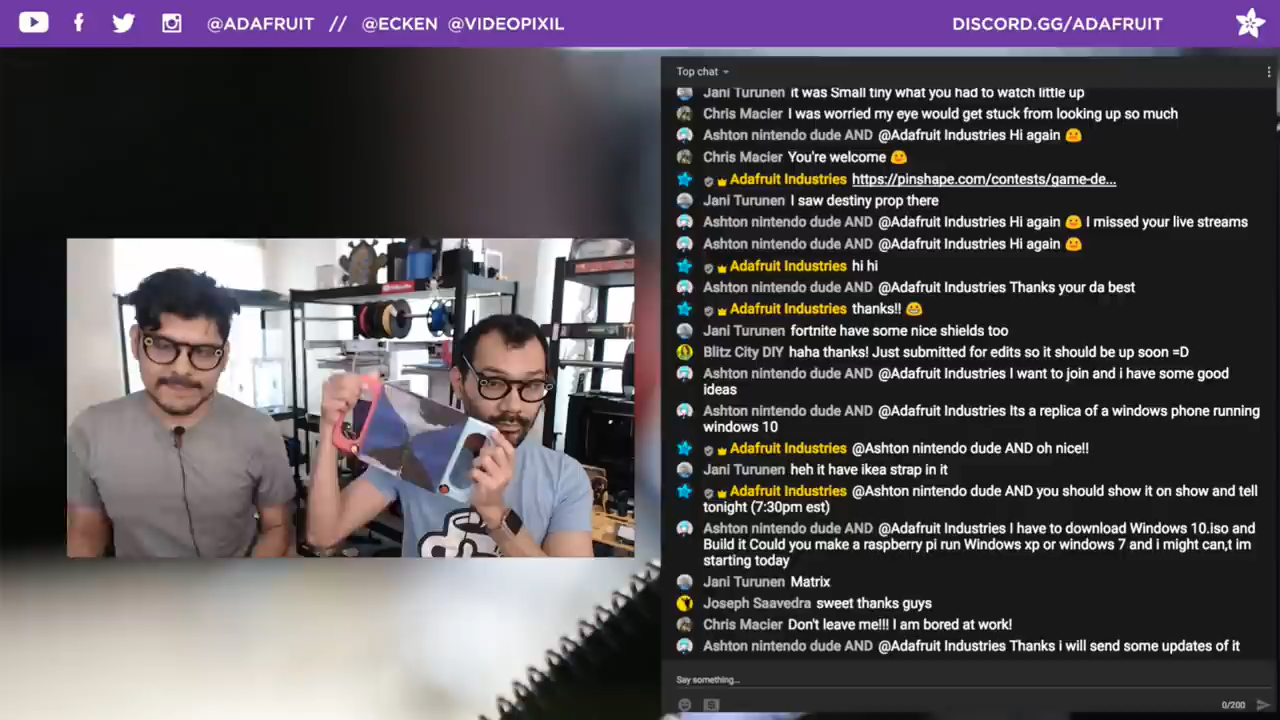 @ADAFRUIT // @ECKEN @VIDEOPIXIL
DISCORD.GG/ADAFRUIT
Top chat
Jani Turunen it was Small tiny what you had to watch little up
Chris Macier I was worried my eye would get stuck from looking up so much
Ashton nintendo dude AND @Adafruit Industries Hi again
Chris Macier You're welcome
Adafruit Industries https://pinshape.com/contests/game-de...
Jani Turunen I saw destiny prop there
Ashton nintendo dude AND @Adafruit Industries Hi again I missed your live streams
Ashton nintendo dude AND @Adafruit Industries Hi again
Adafruit Industries hi hi
Ashton nintendo dude AND @Adafruit Industries Thanks your da best
Adafruit Industries thanks!!
Jani Turunen fortnite have some nice shields too
Blitz City DIY haha thanks! Just submitted for edits so it should be up soon =D
Ashton nintendo dude AND @Adafruit Industries I want to join and i have some good
ideas
Ashton nintendo dude AND @Adafruit Industries Its a replica of a windows phone running
windows 10
Adafruit Industries @Ashton nintendo dude AND oh nice!!
Jani Turunen heh it have ikea strap in it
Adafruit Industries @Ashton nintendo dude AND you should show it on show and tell
tonight (7:30pm est)
Ashton nintendo dude AND @Adafruit Industries I have to download Windows 10.iso and
Build it Could you make a raspberry pi run Windows xp or windows 7 and i might can,t im
starting today
Jani Turunen Matrix
Joseph Saavedra sweet thanks guys
Chris Macier Don't leave me!!! I am bored at work!
Ashton nintendo dude AND @Adafruit Industries Thanks i will send some updates of it
Say something...
0/200